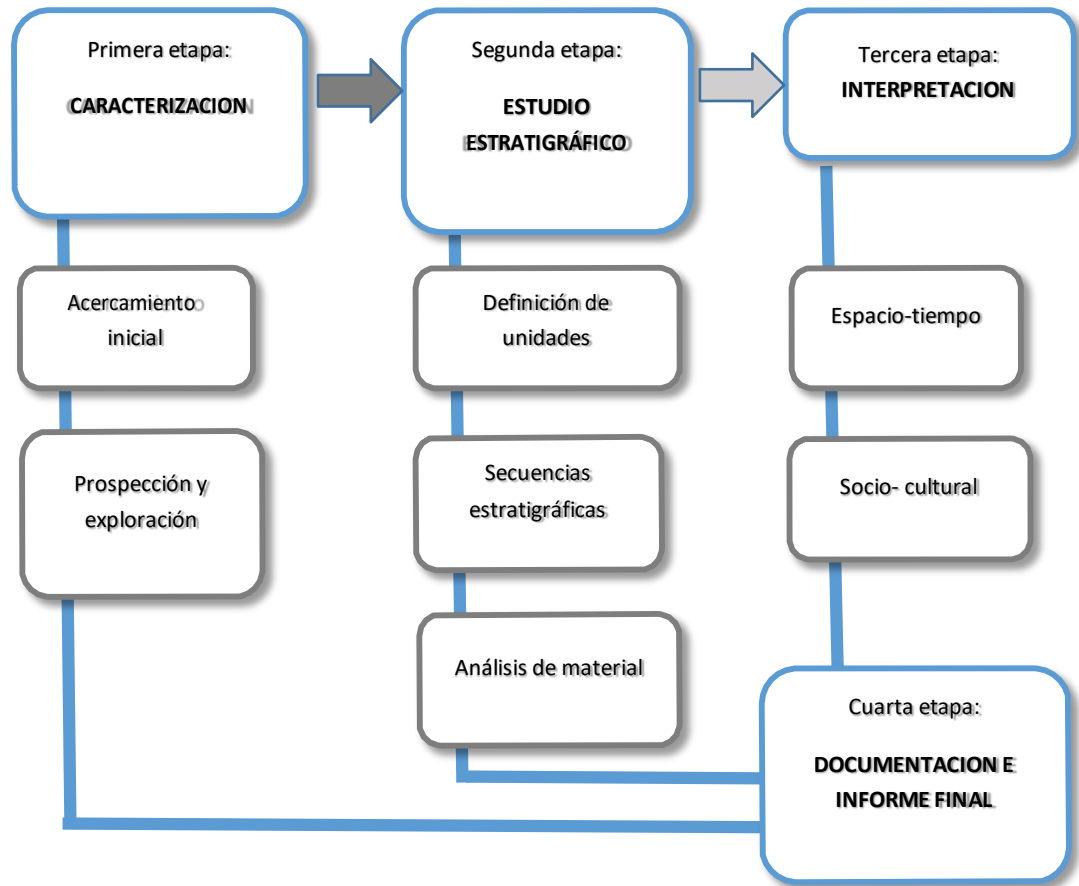 Primera etapa:
CARACTERIZACION
Acercamiento
inicial
Prospección y
exploración
Segunda etapa:
ESTUDIO
ESTRATIGRÁFICO
Definición de
unidades
Secuencias
estratigráficas
Análisis de material
Tercera etapa:
INTERPRETACION
Espacio-tiempo
Socio- cultural
Cuarta etapa:
DOCUMENTACION E
INFORME FINAL